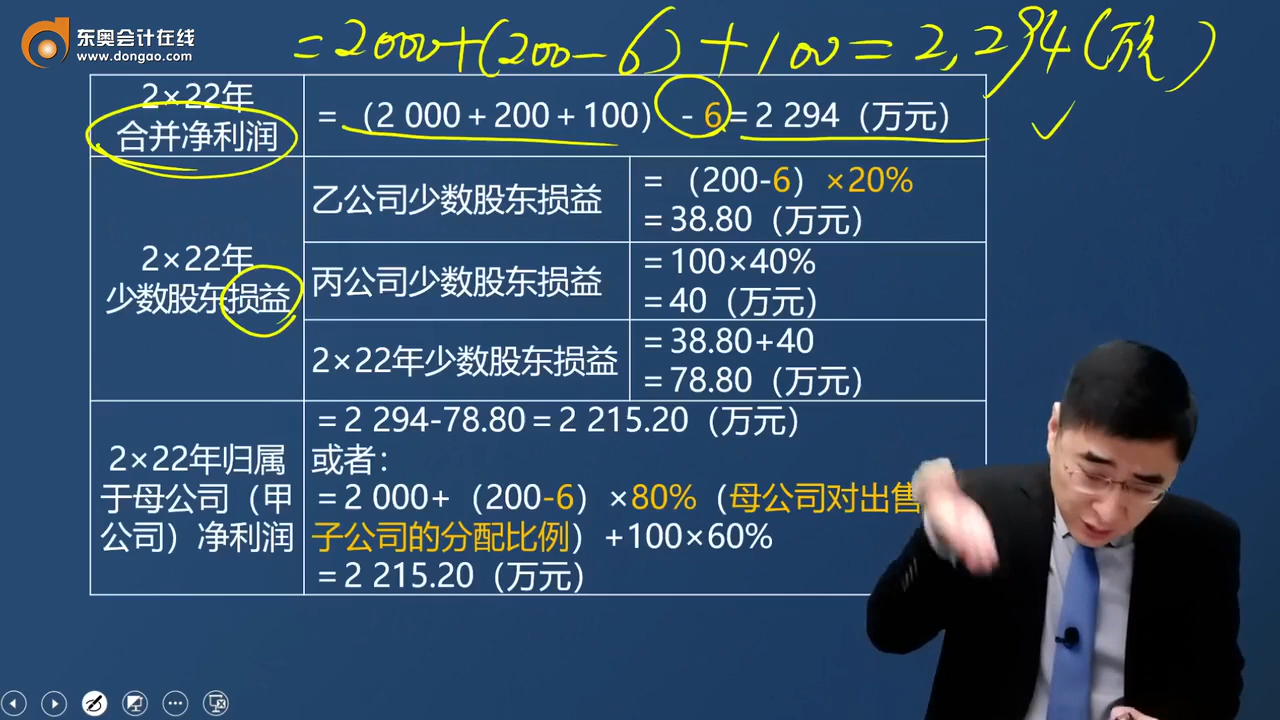 东奥会计在线
www.dongao.com
=2000+(200-6)+100=2,294(万元)
2×22年
合并净利润
=（2 000+200+100）-6=2 294（万元）
2×22年
少数股东损益
乙公司少数股东损益
=（200-6）×20%
=38.80（万元）
丙公司少数股东损益
=100×40%
=40（万元）
2×22年少数股东损益
=38.80+40
=78.80（万元）
2×22年归属
于母公司（甲
公司）净利润
=2 294-78.80=2 215.20（万元）
或者：
=2 000+（200-6）×80%（母公司对出售
子公司的分配比例）+100×60%
=2 215.20（万元）